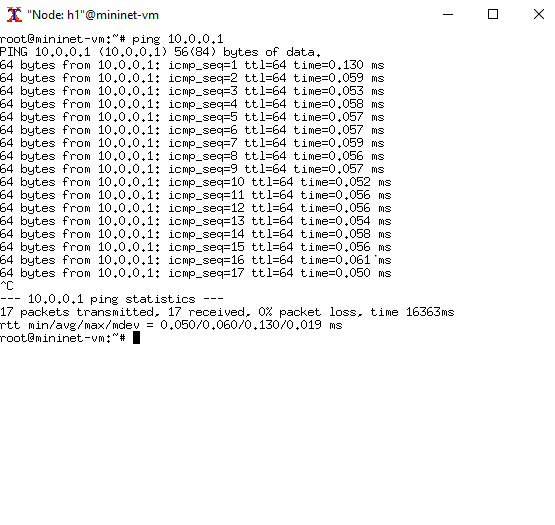 "Node: h1"@mininet-vm
root@mininet-vm:~# ping 10.0.0.1
PING 10.0.0.1 (10.0.0.1) 56(84) bytes of data.
64 bytes from 10.0.0.1: icmp_seq=1 ttl=64 time=0.130 ms
64 bytes from 10.0.0.1: icmp_seq=2 ttl=64 time=0.059 ms
64 bytes from 10.0.0.1: icmp_seq=3 ttl=64 time=0.053 ms
64 bytes from 10.0.0.1: icmp_seq=4 ttl=64 time=0.058 ms
64 bytes from 10.0.0.1: icmp_seq=5 ttl=64 time=0.057 ms
64 bytes from 10.0.0.1: icmp_seq=6 ttl=64 time=0.057 ms
64 bytes from 10.0.0.1: icmp_seq=7 ttl=64 time=0.059 ms
64 bytes from 10.0.0.1: icmp_seq=8 ttl=64 time=0.056 ms
64 bytes from 10.0.0.1: icmp_seq=9 ttl=64 time=0.057 ms
64 bytes from 10.0.0.1: icmp_seq=10 ttl=64 time=0.052 ms
64 bytes from 10.0.0.1: icmp_seq=11 ttl=64 time=0.056 ms
64 bytes from 10.0.0.1: icmp_seq=12 ttl=64 time=0.056 ms
64 bytes from 10.0.0.1: icmp_seq=13 ttl=64 time=0.054 ms
64 bytes from 10.0.0.1: icmp_seq=14 ttl=64 time=0.058 ms
64 bytes from 10.0.0.1: icmp_seq=15 ttl=64 time=0.056 ms
64 bytes from 10.0.0.1: icmp_seq=16 ttl=64 time=0.061 ms
64 bytes from 10.0.0.1: icmp_seq=17 ttl=64 time=0.050 ms
^C
--- 10.0.0.1 ping statistics ---
17 packets transmitted, 17 received, 0% packet loss, time 16363ms
rtt min/avg/max/mdev = 0.050/0.060/0.130/0.019 ms
root@mininet-vm:~#